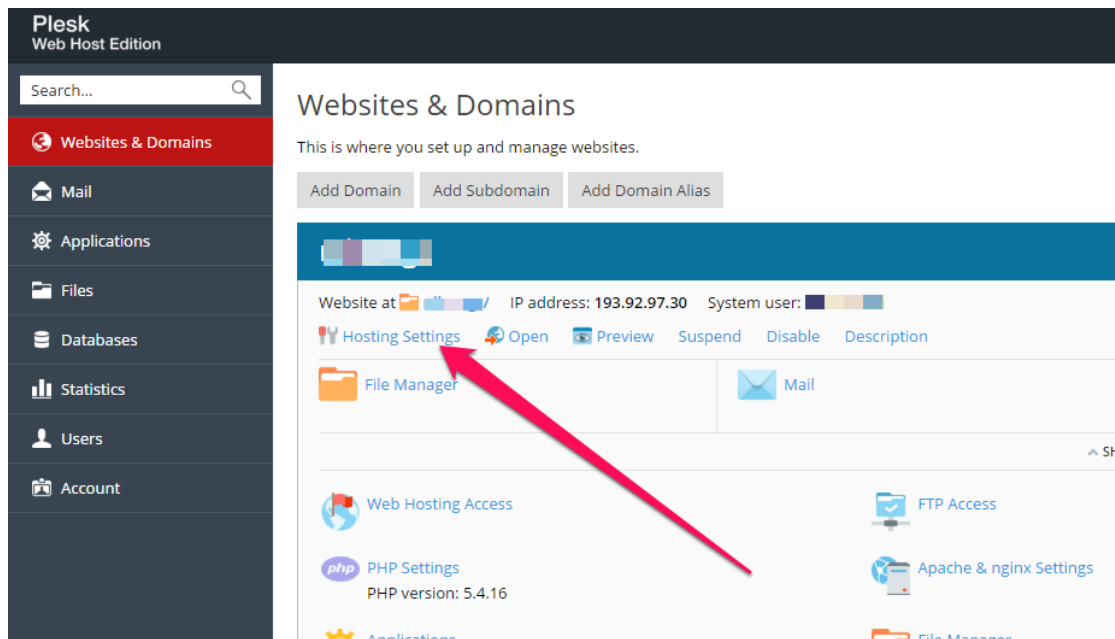 Plesk
Web Host Edition
Search...
Websites & Domains
Mail
Applications
Files
Databases
Statistics
Users
Account
Websites & Domains
This is where you set up and manage websites.
Add Domain Add Subdomain Add Domain Alias
Website at / IP address: 193.92.97.30 System user:
Hosting Settings Open Preview Suspend Disable Description
File Manager Mail
Web Hosting Access FTP Access
PHP Settings Apache & nginx Settings
PHP version: 5.4.16
Applications File Manager